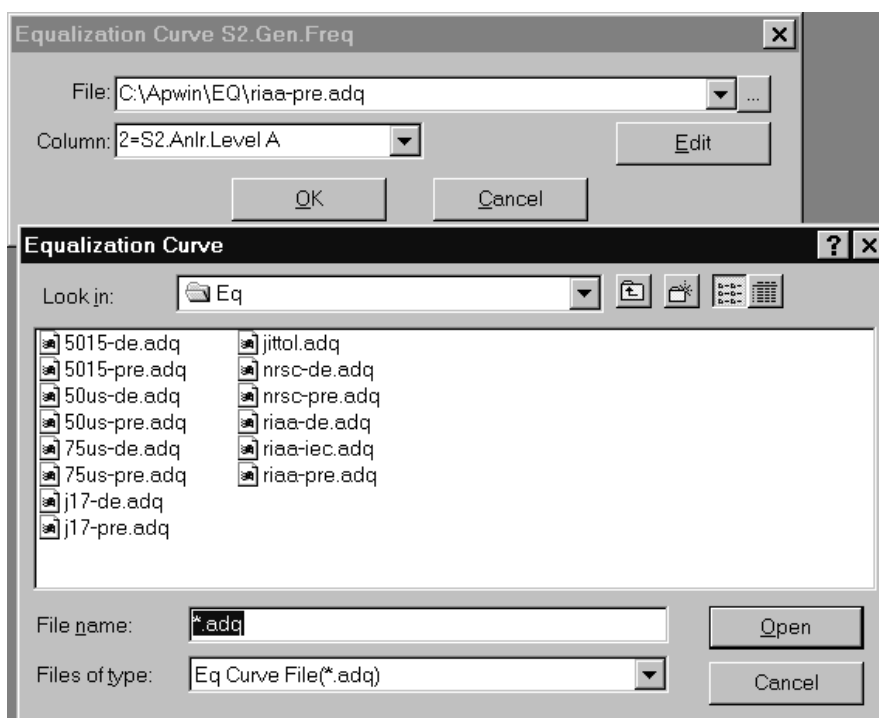 Equalization Curve S2.Gen.Freq
File: C:\Apwin\EQ\riaa-pre.adq ...
Column: 2=S2.Anlr.Level A Edit
OK Cancel
Equalization Curve
Look in: Eq
5015-de.adq
5015-pre.adq
50us-de.adq
50us-pre.adq
75us-de.adq
75us-pre.adq
j17-de.adq
j17-pre.adq
jittol.adq
nrsc-de.adq
nrsc-pre.adq
riaa-de.adq
riaa-iec.adq
riaa-pre.adq
File name: *.adq Open
Files of type: Eq Curve File(*.adq) Cancel